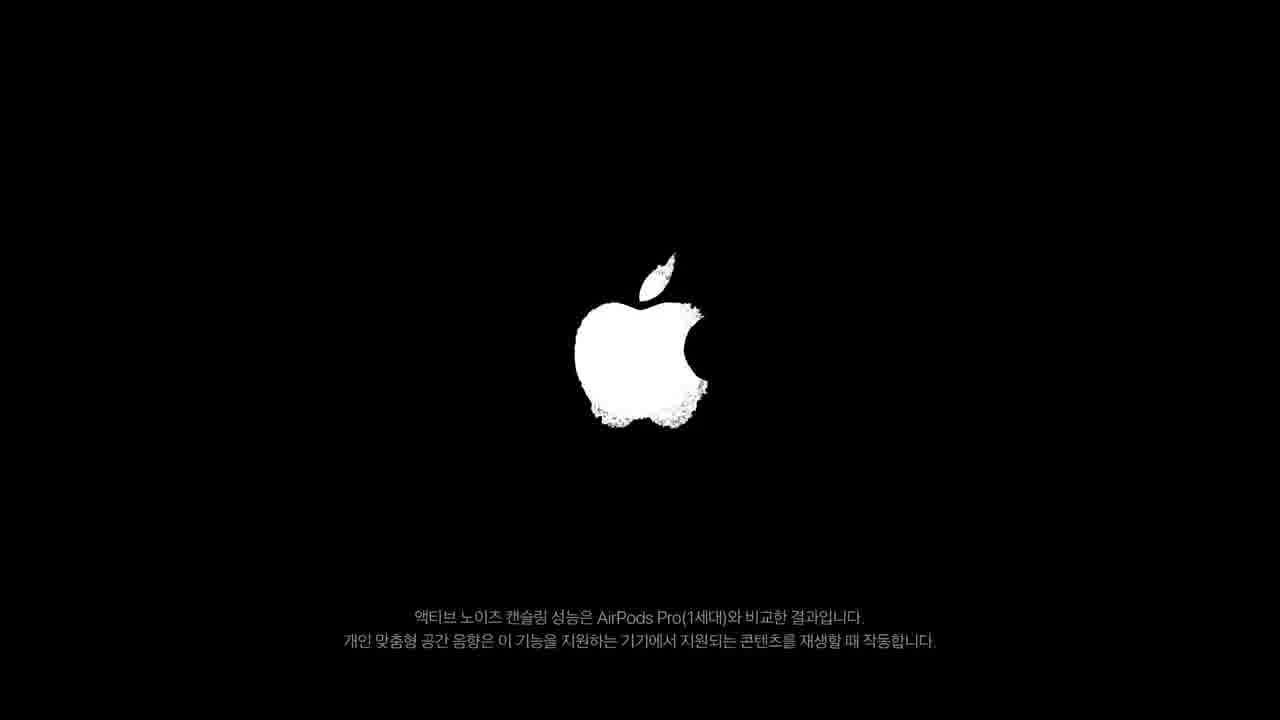 액티브 노이즈 캔슬링 성능은 AirPods Pro(1세대)와 비교한 결과입니다.
개인 맞춤형 공간 음향은 이 기능을 지원하는 기기에서 지원되는 콘텐츠를 재생할 때 작동합니다.